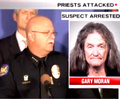 PRIESTS ATTACKED
SUSPECT ARRESTED
GARY MORAN